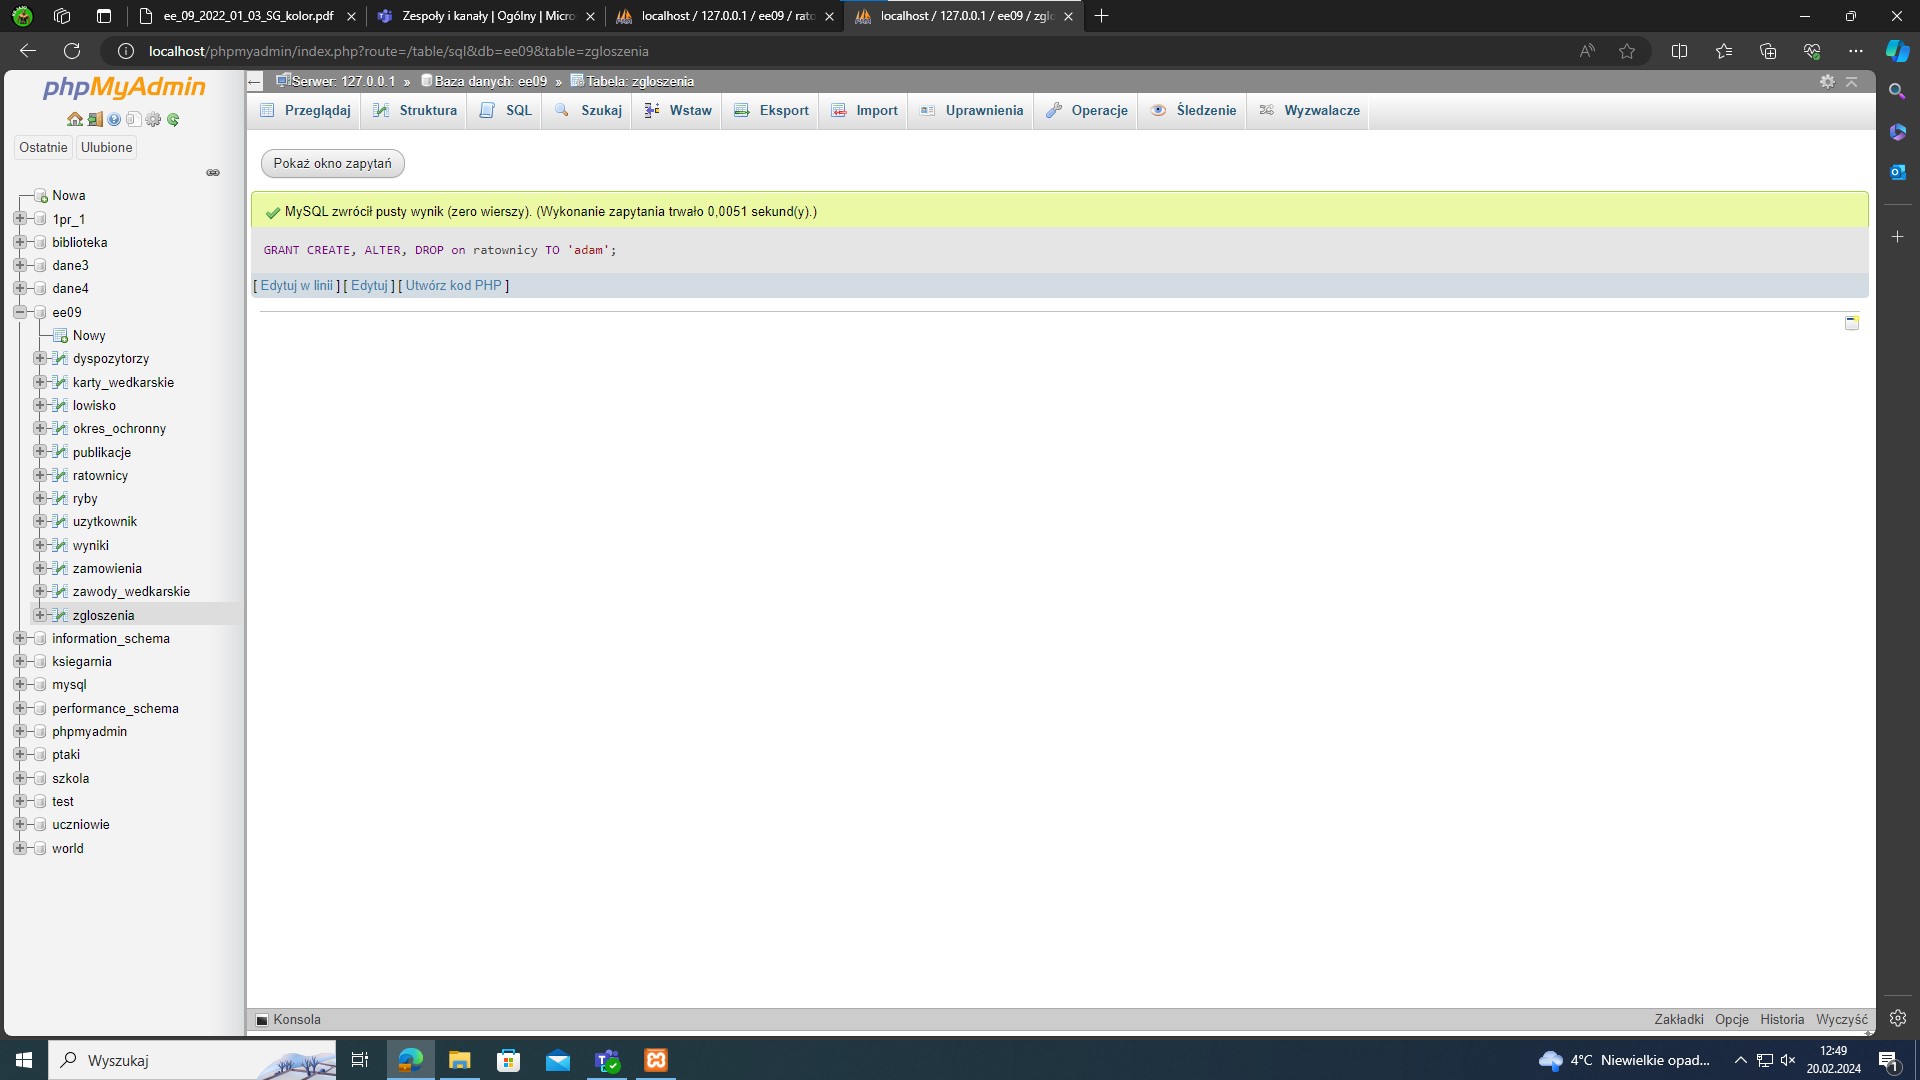 ee_09_2022_01_03_SG_kolor.pdf
Zespoły i kanały | Ogólny | Micro
localhost / 127.0.0.1 / ee09 / rato
localhost / 127.0.0.1 / ee09 / zglo
localhost/phpmyadmin/index.php?route=/table/sql&db=ee09&table=zgloszenia
phpMyAdmin
Ostatnie Ulubione
Nowa
1pr_1
biblioteka
dane3
dane4
ee09
Nowy
dyspozytorzy
karty_wedkarskie
lowisko
okres_ochronny
publikacje
ratownicy
ryby
uzytkownik
wyniki
zamowienia
zawody_wedkarskie
zgloszenia
information_schema
ksiegarnia
mysql
performance_schema
phpmyadmin
ptaki
szkola
test
uczniowie
world
Serwer: 127.0.0.1 » Baza danych: ee09 » Tabela: zgloszenia
Przeglądaj Struktura SQL Szukaj Wstaw Eksport Import Uprawnienia Operacje Śledzenie Wyzwalacze
Pokaż okno zapytań
MySQL zwrócił pusty wynik (zero wierszy). (Wykonanie zapytania trwało 0,0051 sekund(y).)
GRANT CREATE, ALTER, DROP on ratownicy TO 'adam';
[ Edytuj w linii ] [ Edytuj ] [ Utwórz kod PHP ]
Konsola
Zakładki Opcje Historia Wyczyść
Wyszukaj
4°C Niewielkie opad...
12:49
20.02.2024
1